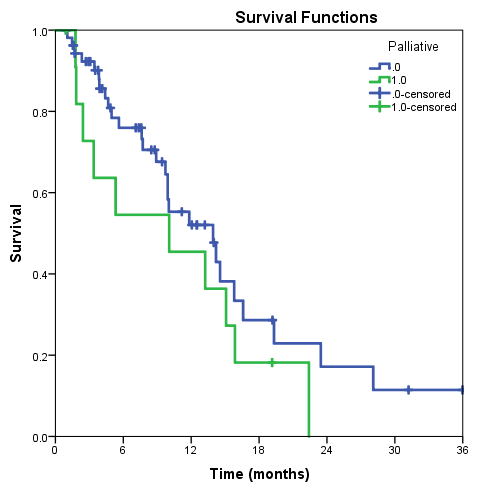 Survival Functions
Palliative
.0
1.0
.0-censored
1.0-censored
1.0
0.8
0.6
0.4
0.2
0.0
Survival
0 6 12 18 24 30 36
Time (months)